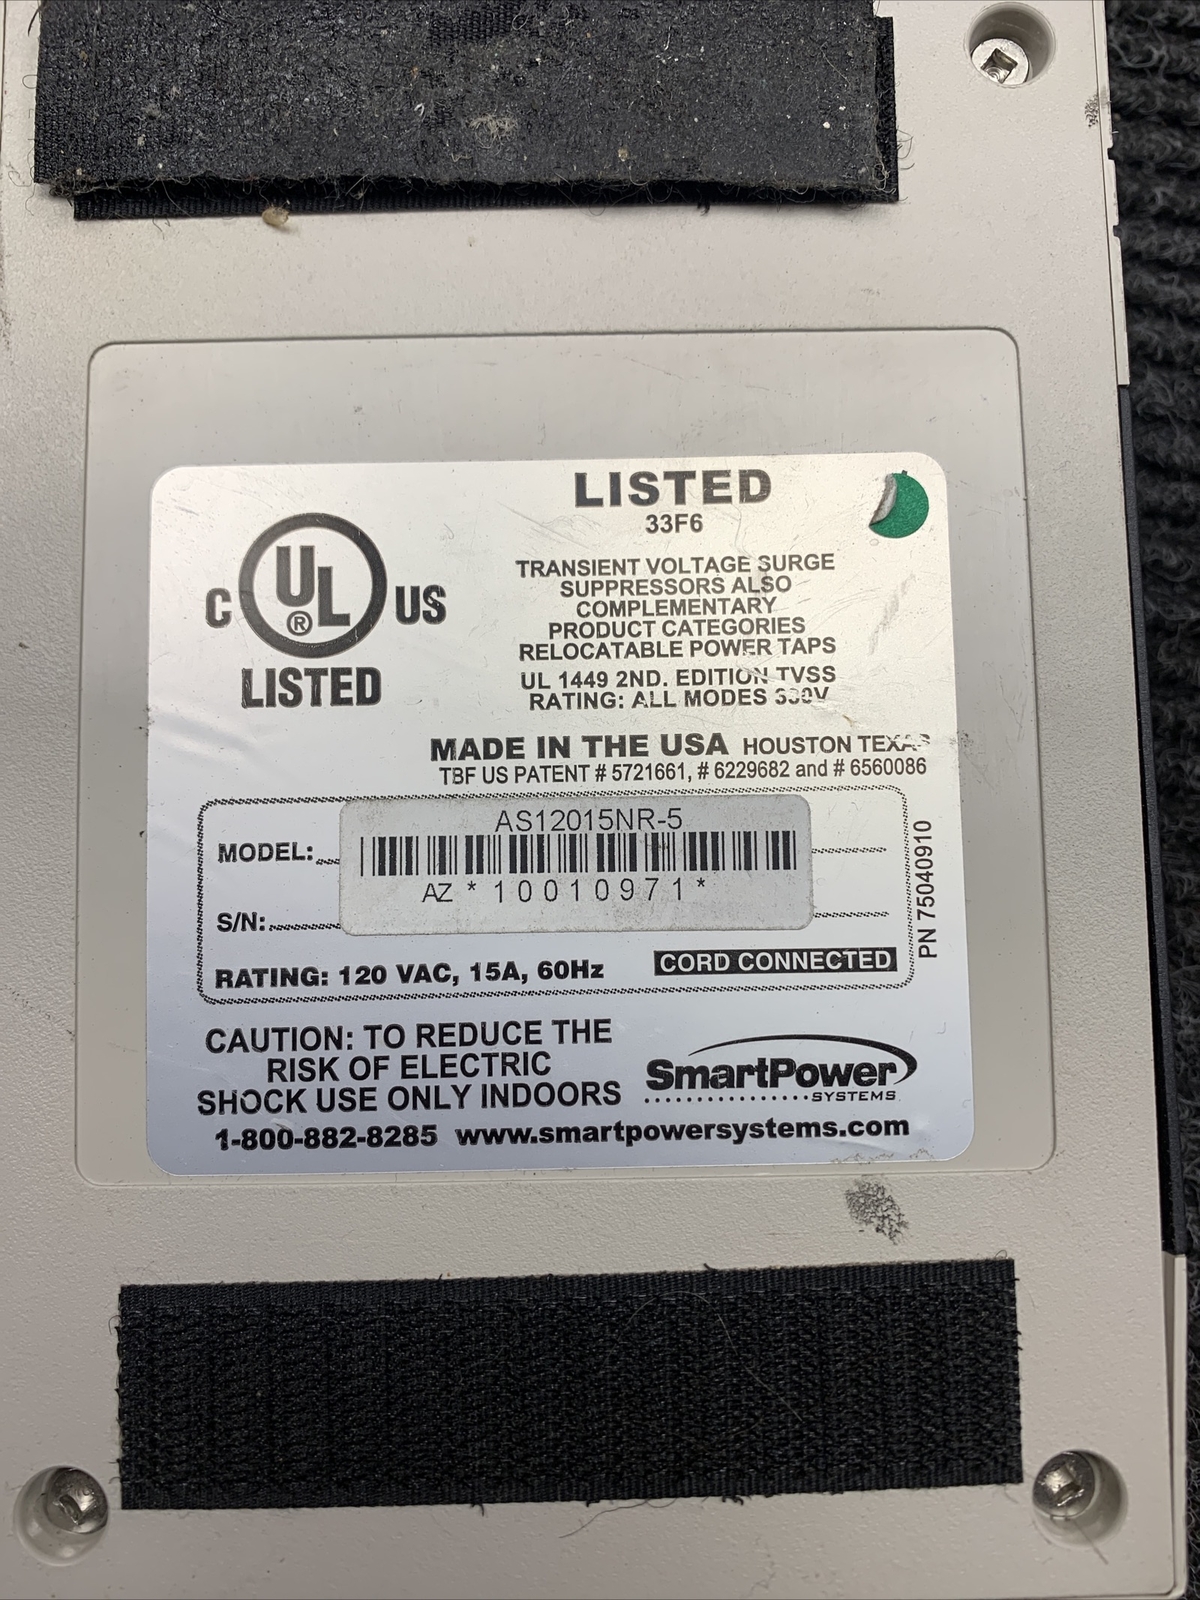 LISTED
33F6
C UL ® US
LISTED
TRANSIENT VOLTAGE SURGE
SUPPRESSORS ALSO
COMPLEMENTARY
PRODUCT CATEGORIES
RELOCATABLE POWER TAPS
UL 1449 2ND. EDITION TVSS
RATING: ALL MODES 330V
MADE IN THE USA HOUSTON TEXAS
TBF US PATENT # 5721661, # 6229682 and # 6560086
AS12015NR-5
MODEL:
AZ * 10010971 *
S/N:
RATING: 120 VAC, 15A, 60Hz
CORD CONNECTED
PN 75040910
CAUTION: TO REDUCE THE
RISK OF ELECTRIC
SHOCK USE ONLY INDOORS
SmartPower
SYSTEMS
1-800-882-8285 www.smartpowersystems.com